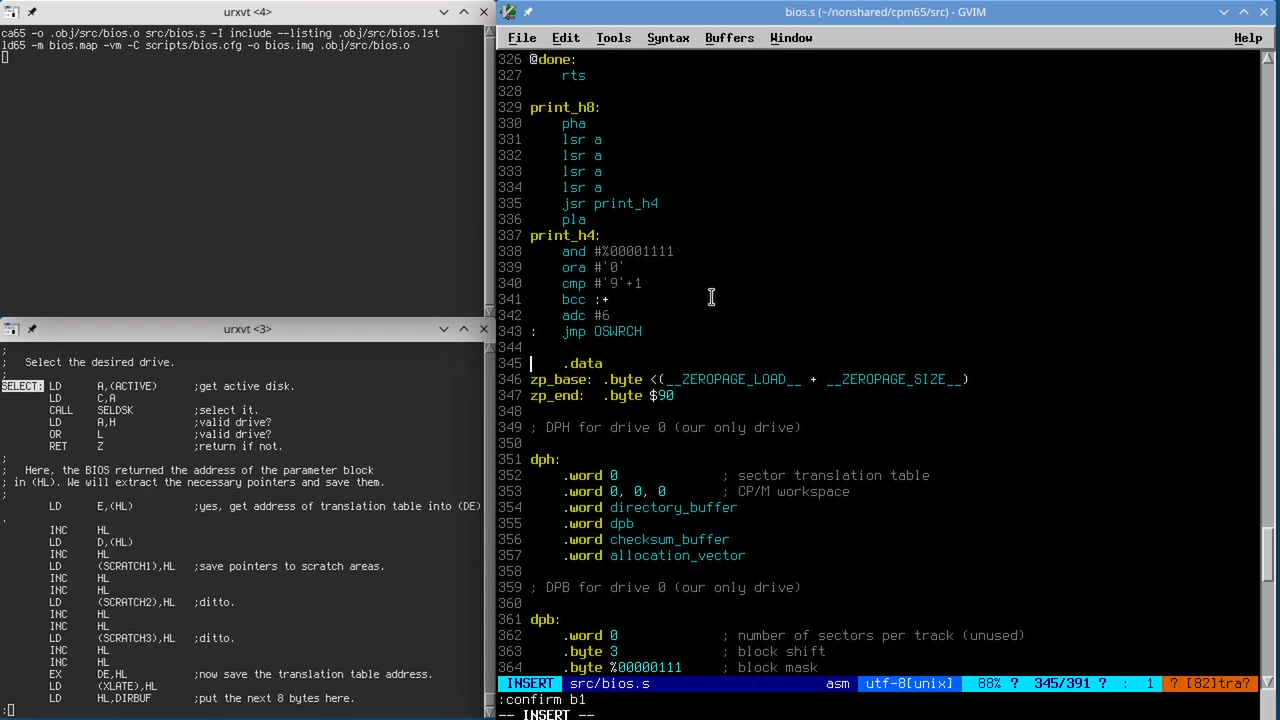 urxvt <4>
ca65 -o .obj/src/bios.o src/bios.s -I include --listing .obj/src/bios.lst
ld65 -m bios.map -vm -C scripts/bios.cfg -o bios.img .obj/src/bios.o
urxvt <3>
;
;   Select the desired drive.
;
SELECT: LD      A,(ACTIVE)      ;get active disk.
LD      C,A
CALL    SELDSK          ;select it.
LD      A,H             ;valid drive?
OR      L               ;valid drive?
RET     Z               ;return if not.
;
;   Here, the BIOS returned the address of the parameter block
; in (HL). We will extract the necessary pointers and save them.
;
LD      E,(HL)          ;yes, get address of translation table into (DE)
.
INC     HL
LD      D,(HL)
INC     HL
LD      (SCRATCH1),HL   ;save pointers to scratch areas.
INC     HL
INC     HL
LD      (SCRATCH2),HL   ;ditto.
INC     HL
INC     HL
LD      (SCRATCH3),HL   ;ditto.
INC     HL
INC     HL
EX      DE,HL           ;now save the translation table address.
LD      (XLATE),HL
LD      HL,DIRBUF       ;put the next 8 bytes here.
:
bios.s (~/nonshared/cpm65/src) - GVIM
File Edit Tools Syntax Buffers Window Help
326 @done:
327     rts
328
329 print_h8:
330     pha
331     lsr a
332     lsr a
333     lsr a
334     lsr a
335     jsr print_h4
336     pla
337 print_h4:
338     and #%00001111
339     ora #'0'
340     cmp #'9'+1
341     bcc :+
342     adc #6
343 :   jmp OSWRCH
344
345     .data
346 zp_base: .byte <(__ZEROPAGE_LOAD__ + __ZEROPAGE_SIZE__)
347 zp_end:  .byte $90
348
349 ; DPH for drive 0 (our only drive)
350
351 dph:
352     .word 0             ; sector translation table
353     .word 0, 0, 0       ; CP/M workspace
354     .word directory_buffer
355     .word dpb
356     .word checksum_buffer
357     .word allocation_vector
358
359 ; DPB for drive 0 (our only drive)
360
361 dpb:
362     .word 0             ; number of sectors per track (unused)
363     .byte 3             ; block shift
364     .byte %00000111     ; block mask
INSERT src/bios.s asm utf-8[unix] 88% ? 345/391 ? : 1 ? [82]tra?
:confirm b1
-- INSERT --